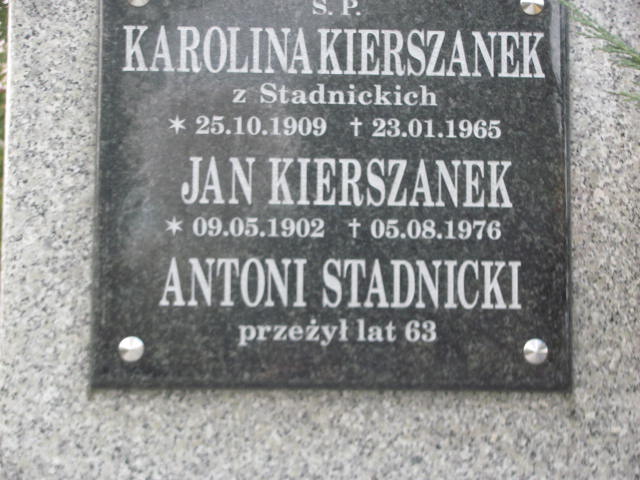 Ś. P.
KAROLINA KIERSZANEK
z Stadnickich
✶ 25.10.1909 † 23.01.1965
JAN KIERSZANEK
✶ 09.05.1902 † 05.08.1976
ANTONI STADNICKI
przeżył lat 63